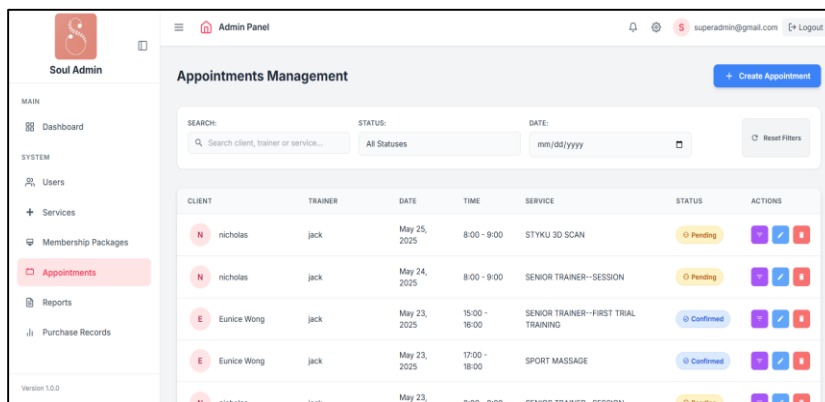 Admin Panel
S superadmin@gmail.com Logout
Soul Admin
MAIN
Dashboard
SYSTEM
Users
Services
Membership Packages
Appointments
Reports
Purchase Records
Version 1.0.0
Appointments Management
+ Create Appointment
SEARCH:
Search client, trainer or service...
STATUS:
All Statuses
DATE:
mm/dd/yyyy
Reset Filters
CLIENT TRAINER DATE TIME SERVICE STATUS ACTIONS
N nicholas jack May 25, 2025 8:00 - 9:00 STYKU 3D SCAN Pending
N nicholas jack May 24, 2025 8:00 - 9:00 SENIOR TRAINER--SESSION Pending
E Eunice Wong jack May 23, 2025 15:00 - 16:00 SENIOR TRAINER--FIRST TRIAL TRAINING Confirmed
E Eunice Wong jack May 23, 2025 17:00 - 18:00 SPORT MASSAGE Confirmed
May 23,